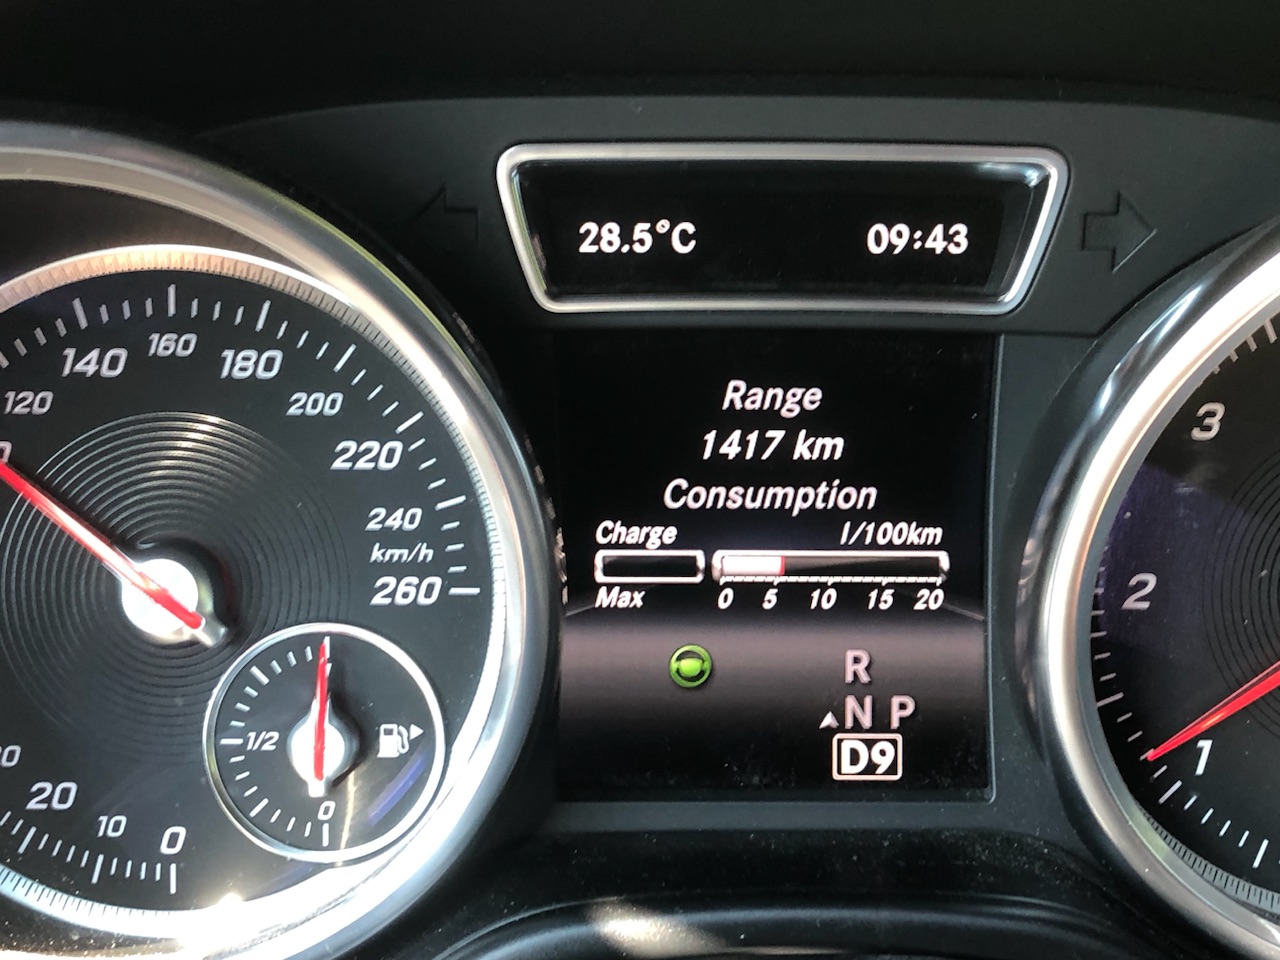 28.5°C 09:43
Range
1417 km
Consumption
Charge l/100km
Max 0 5 10 15 20
R
N P
D9
120 140 160 180 200 220 240
km/h
260
1/2
0
20 10 0
3
2
1